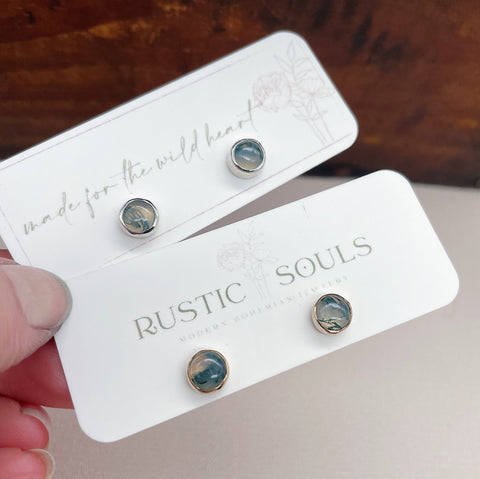 made for the wild heart
RUSTIC SOULS
MODERN BOHEMIAN JEWELRY